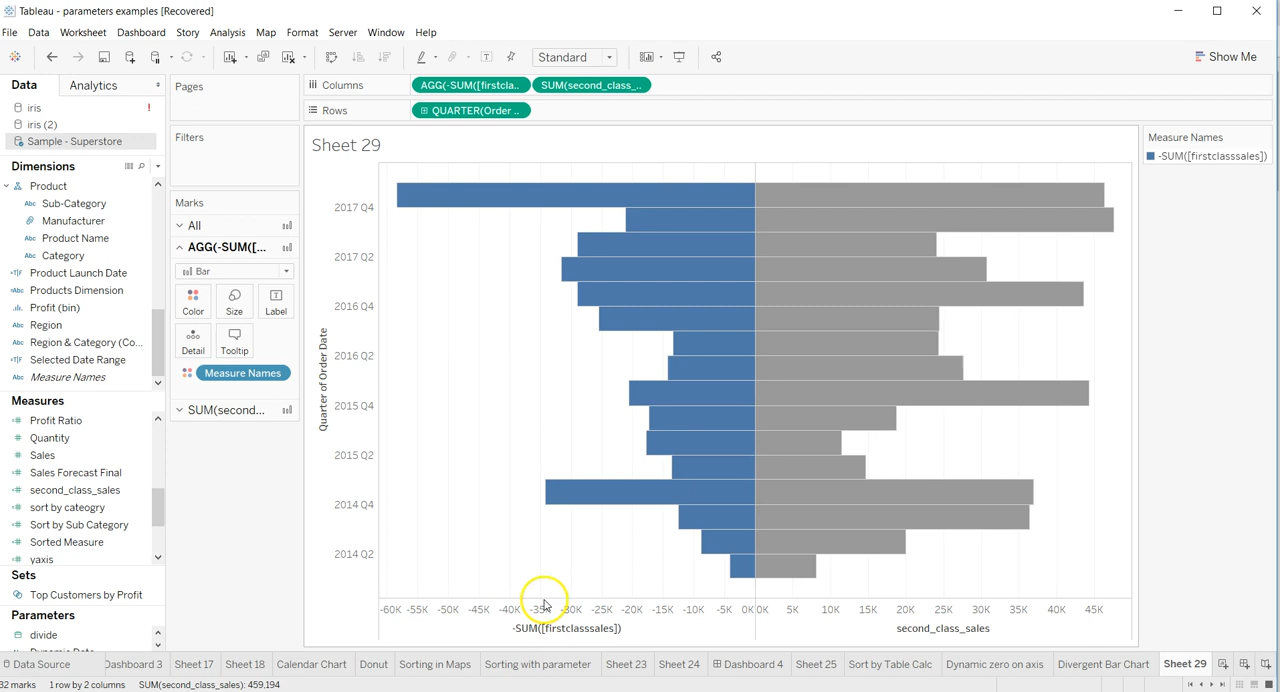 Tableau - parameters examples [Recovered]
File Data Worksheet Dashboard Story Analysis Map Format Server Window Help
Standard
Show Me
Data
Analytics
iris
iris (2)
Sample - Superstore
Dimensions
Product
Sub-Category
Manufacturer
Product Name
Category
Product Launch Date
Products Dimension
Profit (bin)
Region
Region & Category (Co...
Selected Date Range
Measure Names
Measures
Profit Ratio
Quantity
Sales
Sales Forecast Final
second_class_sales
sort by cateogry
Sort by Sub Category
Sorted Measure
yaxis
Sets
Top Customers by Profit
Parameters
divide
Pages
Filters
Marks
All
AGG(-SUM([...
Bar
Color
Size
Label
Detail
Tooltip
Measure Names
SUM(second...
Columns
AGG(-SUM([firstcla..
SUM(second_class_..
Rows
QUARTER(Order ..
Sheet 29
Quarter of Order Date
2017 Q4
2017 Q2
2016 Q4
2016 Q2
2015 Q4
2015 Q2
2014 Q4
2014 Q2
-60K -55K -50K -45K -40K -35K -30K -25K -20K -15K -10K -5K 0K
0K 5K 10K 15K 20K 25K 30K 35K 40K 45K
-SUM([firstclasssales])
second_class_sales
Measure Names
-SUM([firstclasssales])
Data Source
Dashboard 3
Sheet 17
Sheet 18
Calendar Chart
Donut
Sorting in Maps
Sorting with parameter
Sheet 23
Sheet 24
Dashboard 4
Sheet 25
Sort by Table Calc
Dynamic zero on axis
Divergent Bar Chart
Sheet 29
32 marks 1 row by 2 columns SUM(second_class_sales): 459,194